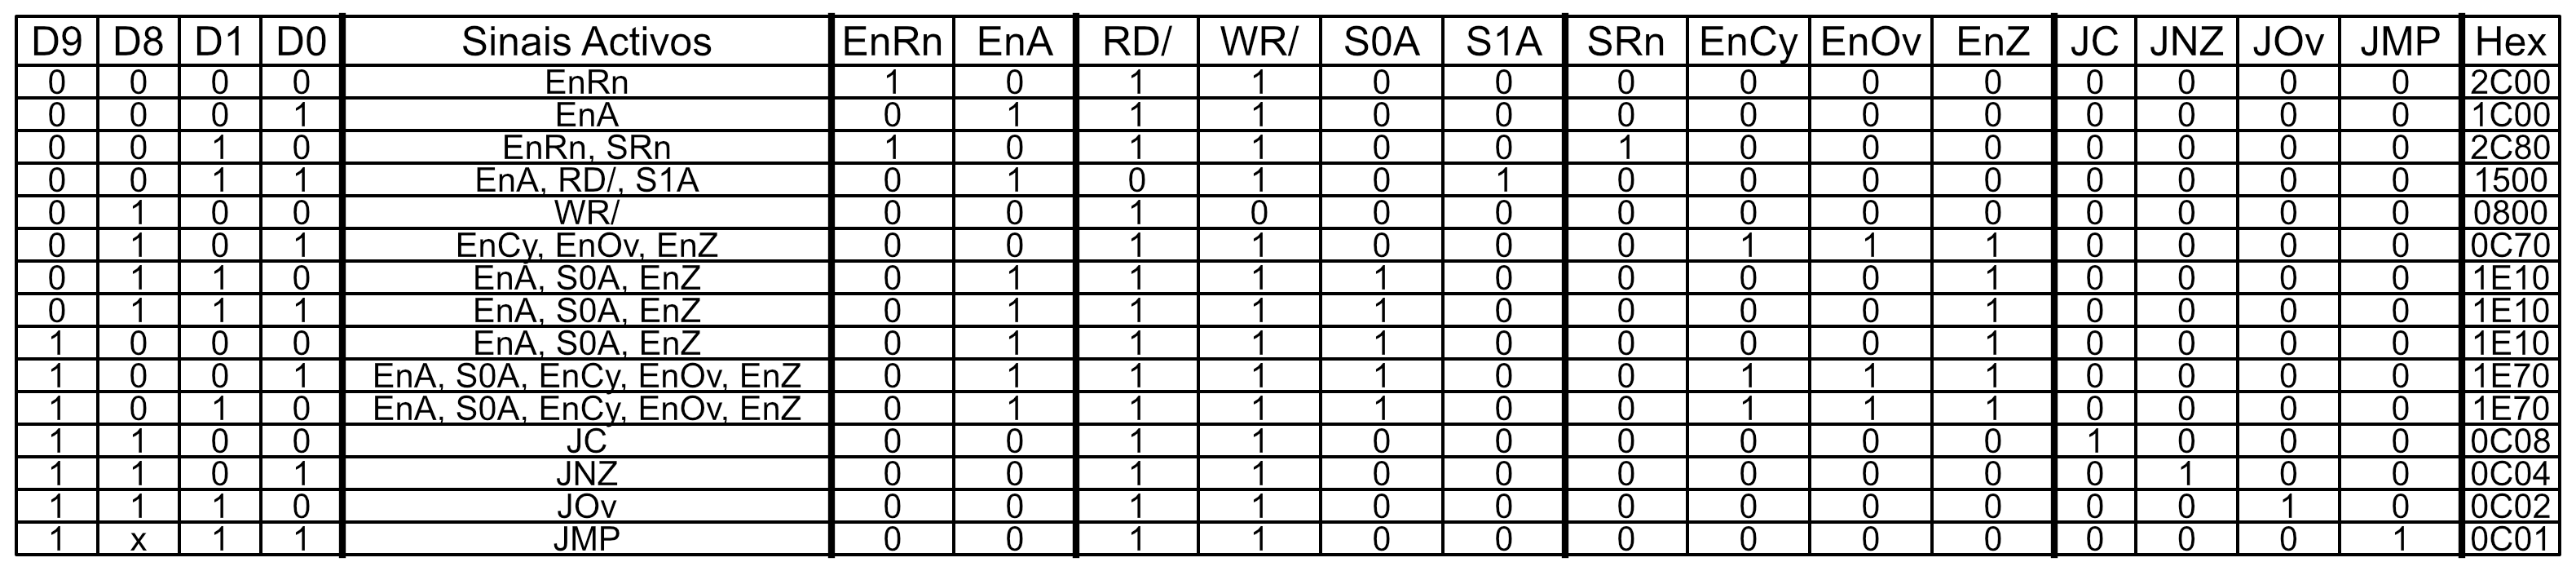 D9 D8 D1 D0 Sinais Activos EnRn EnA RD/ WR/ S0A S1A SRn EnCy EnOv EnZ JC JNZ JOv JMP Hex
0 0 0 0 EnRn 1 0 1 1 0 0 0 0 0 0 0 0 0 0 2C00
0 0 0 1 EnA 0 1 1 1 0 0 0 0 0 0 0 0 0 0 1C00
0 0 1 0 EnRn, SRn 1 0 1 1 0 0 1 0 0 0 0 0 0 0 2C80
0 0 1 1 EnA, RD/, S1A 0 1 0 1 0 1 0 0 0 0 0 0 0 0 1500
0 1 0 0 WR/ 0 0 1 0 0 0 0 0 0 0 0 0 0 0 0800
0 1 0 1 EnCy, EnOv, EnZ 0 0 1 1 0 0 0 1 1 1 0 0 0 0 0C70
0 1 1 0 EnA, S0A, EnZ 0 1 1 1 1 0 0 0 0 1 0 0 0 0 1E10
0 1 1 1 EnA, S0A, EnZ 0 1 1 1 1 0 0 0 0 1 0 0 0 0 1E10
1 0 0 0 EnA, S0A, EnZ 0 1 1 1 1 0 0 0 0 1 0 0 0 0 1E10
1 0 0 1 EnA, S0A, EnCy, EnOv, EnZ 0 1 1 1 1 0 0 1 1 1 0 0 0 0 1E70
1 0 1 0 EnA, S0A, EnCy, EnOv, EnZ 0 1 1 1 1 0 0 1 1 1 0 0 0 0 1E70
1 1 0 0 JC 0 0 1 1 0 0 0 0 0 0 1 0 0 0 0C08
1 1 0 1 JNZ 0 0 1 1 0 0 0 0 0 0 0 1 0 0 0C04
1 1 1 0 JOv 0 0 1 1 0 0 0 0 0 0 0 0 1 0 0C02
1 x 1 1 JMP 0 0 1 1 0 0 0 0 0 0 0 0 0 1 0C01